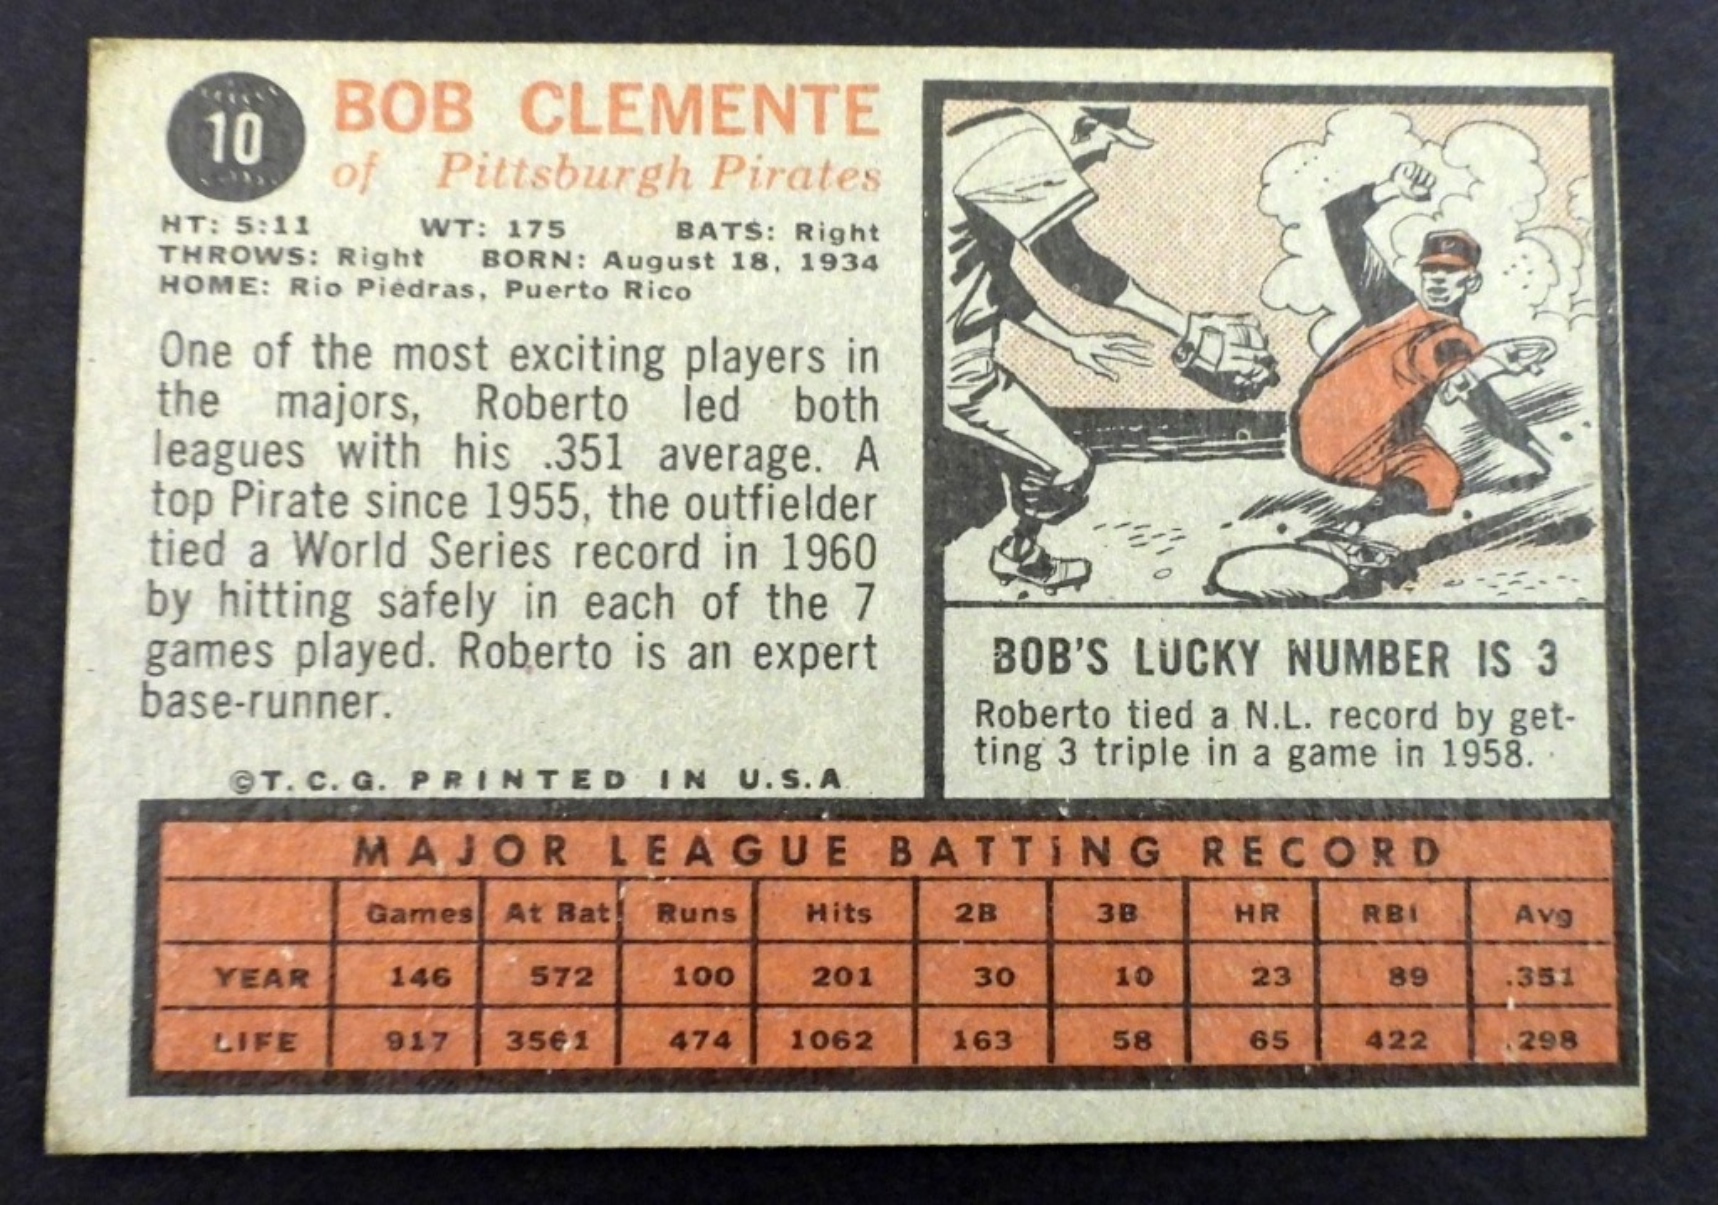 10
BOB CLEMENTE
of Pittsburgh Pirates
HT: 5:11 WT: 175 BATS: Right
THROWS: Right BORN: August 18, 1934
HOME: Rio Piedras, Puerto Rico
One of the most exciting players in
the majors, Roberto led both
leagues with his .351 average. A
top Pirate since 1955, the outfielder
tied a World Series record in 1960
by hitting safely in each of the 7
games played. Roberto is an expert
base-runner.
©T.C.G. PRINTED IN U.S.A
BOB'S LUCKY NUMBER IS 3
Roberto tied a N.L. record by get-
ting 3 triple in a game in 1958.
MAJOR LEAGUE BATTING RECORD
Games At Bat Runs Hits 2B 3B HR RBI Avg
YEAR 146 572 100 201 30 10 23 89 .351
LIFE 917 3561 474 1062 163 58 65 422 .298